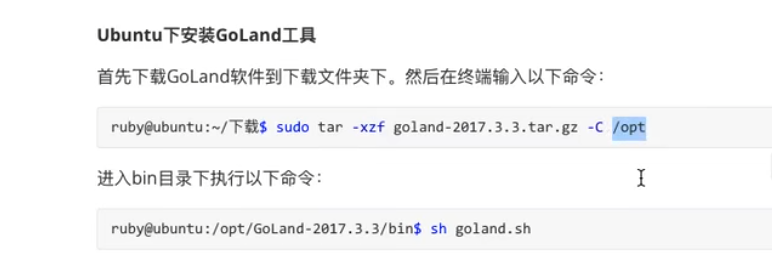 Ubuntu下安装GoLand工具
首先下载GoLand软件到下载文件夹下。然后在终端输入以下命令：
ruby@ubuntu:~/下载$ sudo tar -xzf goland-2017.3.3.tar.gz -C /opt
进入bin目录下执行以下命令：
ruby@ubuntu:/opt/GoLand-2017.3.3/bin$ sh goland.sh